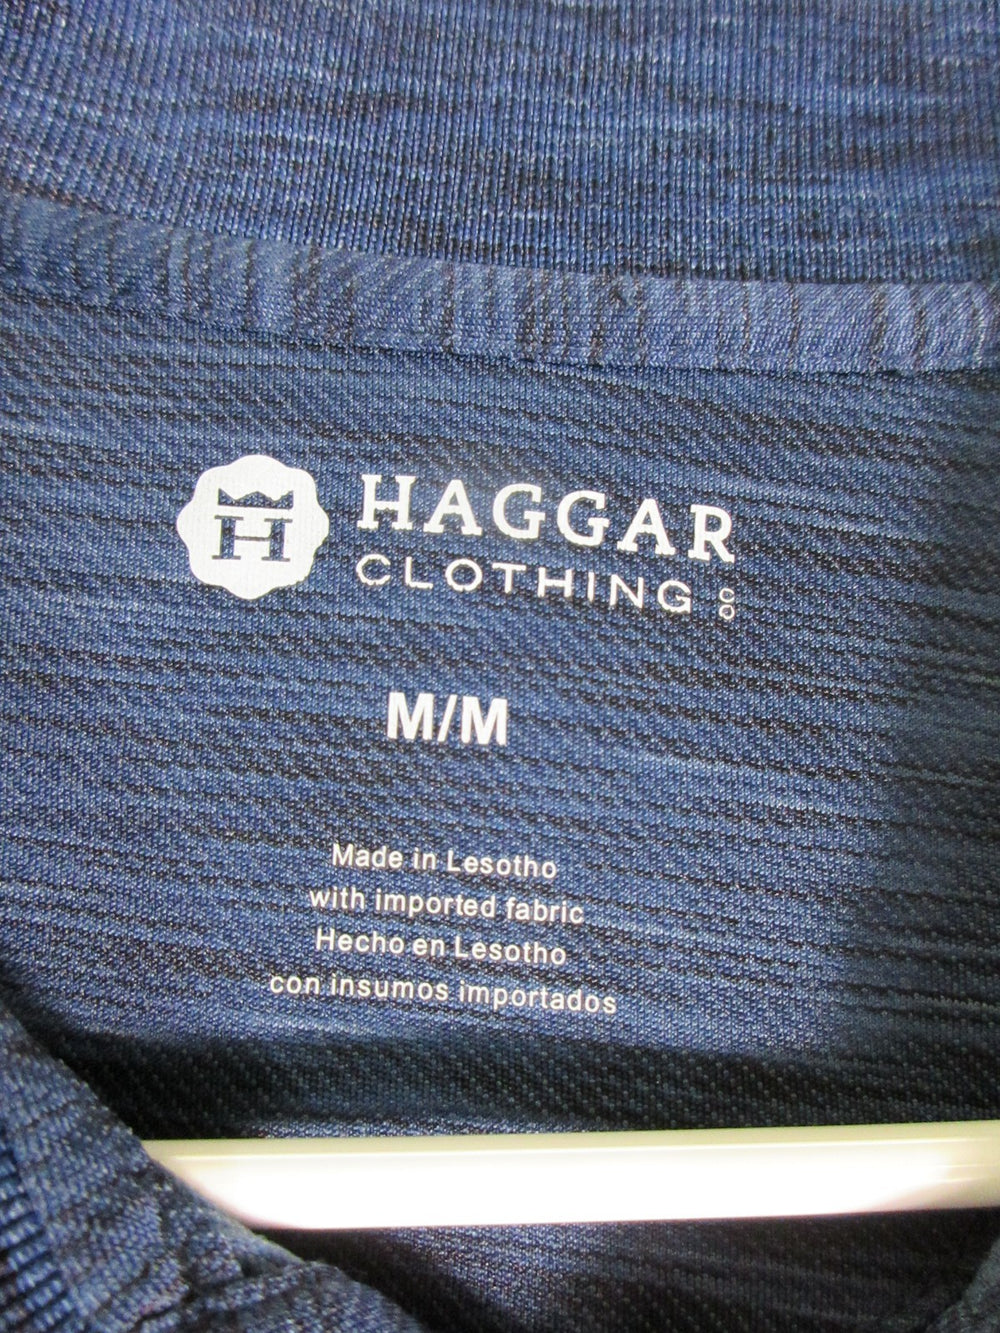 H
HAGGAR
CLOTHING CO
M/M
Made in Lesotho
with imported fabric
Hecho en Lesotho
con insumos importados